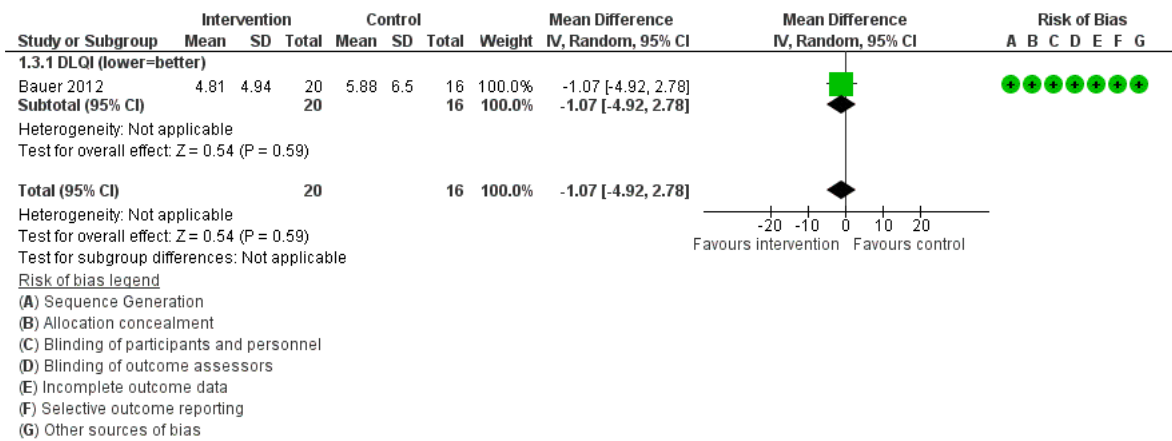 Intervention Control Mean Difference Mean Difference Risk of Bias
Study or Subgroup Mean SD Total Mean SD Total Weight IV, Random, 95% CI IV, Random, 95% CI A B C D E F G
1.3.1 DLQI (lower=better)
Bauer 2012 4.81 4.94 20 5.88 6.5 16 100.0% -1.07 [-4.92, 2.78] + + + + + + +
Subtotal (95% CI) 20 16 100.0% -1.07 [-4.92, 2.78]
Heterogeneity: Not applicable
Test for overall effect: Z = 0.54 (P = 0.59)
Total (95% CI) 20 16 100.0% -1.07 [-4.92, 2.78]
Heterogeneity: Not applicable
Test for overall effect: Z = 0.54 (P = 0.59)
Test for subgroup differences: Not applicable
-20 -10 0 10 20
Favours intervention Favours control
Risk of bias legend
(A) Sequence Generation
(B) Allocation concealment
(C) Blinding of participants and personnel
(D) Blinding of outcome assessors
(E) Incomplete outcome data
(F) Selective outcome reporting
(G) Other sources of bias